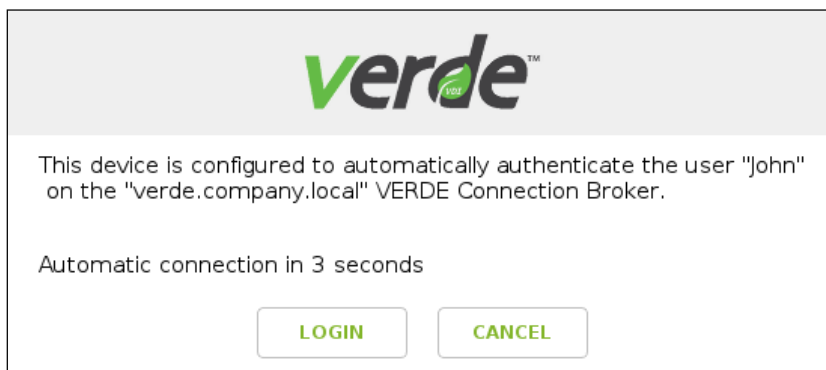 verde™
VDI
This device is configured to automatically authenticate the user "John"
on the "verde.company.local" VERDE Connection Broker.
Automatic connection in 3 seconds
LOGIN CANCEL